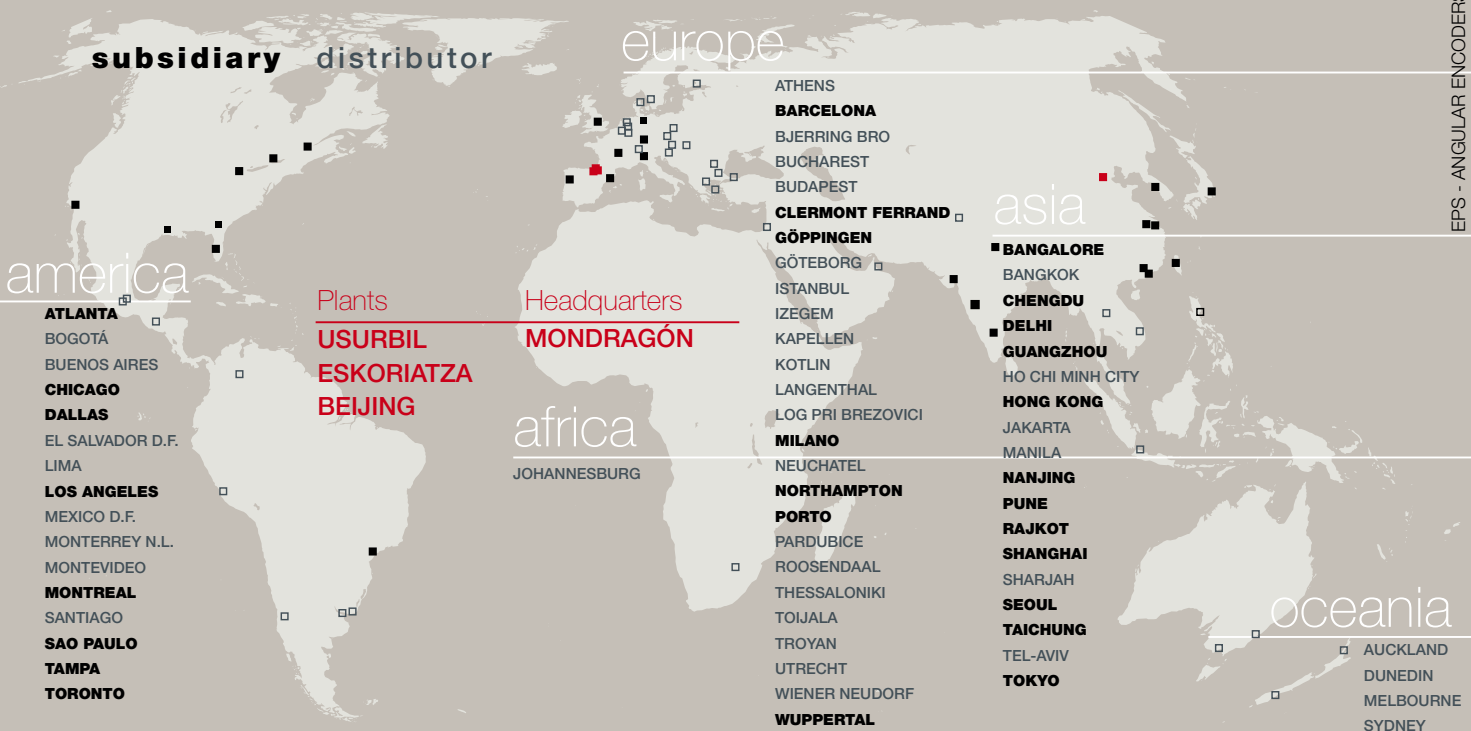 subsidiary distributor
america
ATLANTA
BOGOTÁ
BUENOS AIRES
CHICAGO
DALLAS
EL SALVADOR D.F.
LIMA
LOS ANGELES
MEXICO D.F.
MONTERREY N.L.
MONTEVIDEO
MONTREAL
SANTIAGO
SAO PAULO
TAMPA
TORONTO
Plants
USURBIL
ESKORIATZA
BEIJING
Headquarters
MONDRAGÓN
africa
JOHANNESBURG
europe
ATHENS
BARCELONA
BJERRING BRO
BUCHAREST
BUDAPEST
CLERMONT FERRAND
GÖPPINGEN
GÖTEBORG
ISTANBUL
IZEGEM
KAPELLEN
KOTLIN
LANGENTHAL
LOG PRI BREZOVICI
MILANO
NEUCHATEL
NORTHAMPTON
PORTO
PARDUBICE
ROOSENDAAL
THESSALONIKI
TOIJALA
TROYAN
UTRECHT
WIENER NEUDORF
WUPPERTAL
asia
BANGALORE
BANGKOK
CHENGDU
DELHI
GUANGZHOU
HO CHI MINH CITY
HONG KONG
JAKARTA
MANILA
NANJING
PUNE
RAJKOT
SHANGHAI
SHARJAH
SEOUL
TAICHUNG
TEL-AVIV
TOKYO
oceania
AUCKLAND
DUNEDIN
MELBOURNE
SYDNEY
EPS - ANGULAR ENCODERS